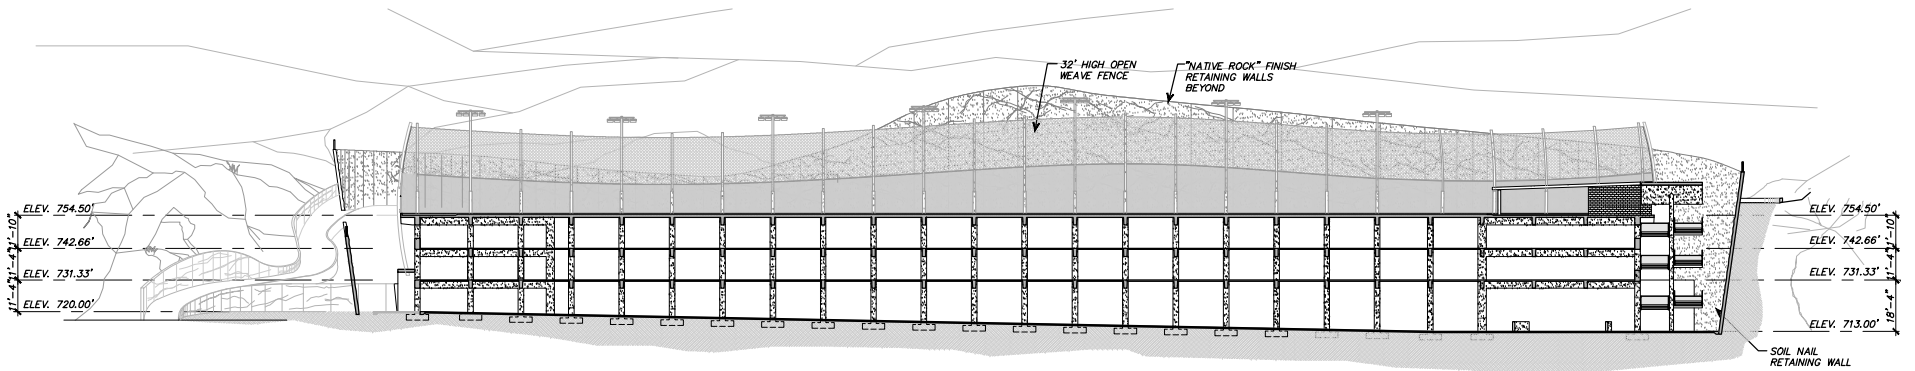 32' HIGH OPEN
WEAVE FENCE
"NATIVE ROCK" FINISH
RETAINING WALLS
BEYOND
ELEV. 754.50'
11'-10"
ELEV. 742.66'
11'-4"
ELEV. 731.33'
11'-4"
ELEV. 720.00'
ELEV. 754.50'
11'-10"
ELEV. 742.66'
11'-4"
ELEV. 731.33'
18'-4"
ELEV. 713.00'
SOIL NAIL
RETAINING WALL